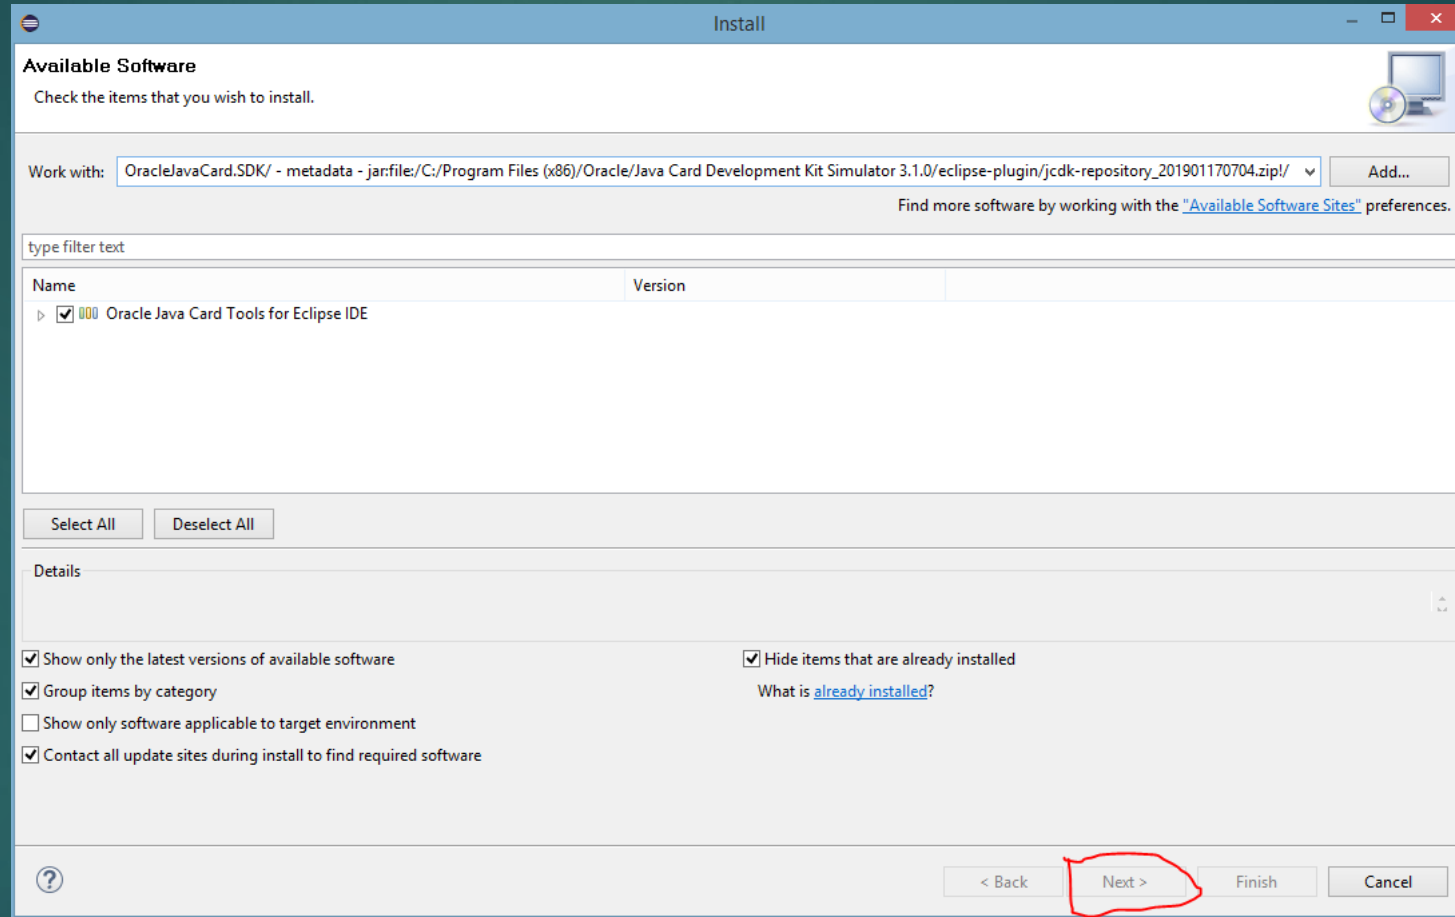 Install
Available Software
Check the items that you wish to install.
Work with: OracleJavaCard.SDK/ - metadata - jar:file:/C:/Program Files (x86)/Oracle/Java Card Development Kit Simulator 3.1.0/eclipse-plugin/jcdk-repository_201901170704.zip!/ Add...
Find more software by working with the "Available Software Sites" preferences.
type filter text
Name Version
Oracle Java Card Tools for Eclipse IDE
Select All Deselect All
Details
Show only the latest versions of available software Hide items that are already installed
Group items by category What is already installed?
Show only software applicable to target environment
Contact all update sites during install to find required software
? < Back Next > Finish Cancel